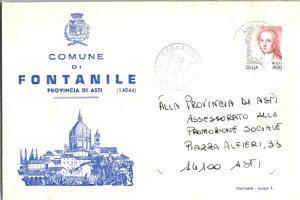 COMUNE
DI
FONTANILE
PROVINCIA DI ASTI
(14044)
ITALIA
ALLA PROVINCIA DI ASTI
ASSESSORATO ALLA
PROMOZIONE SOCIALE
PIAZZA ALFIERI, 33
14100 ASTI